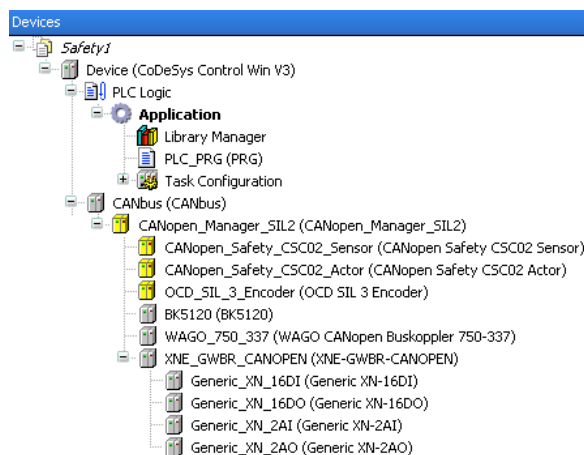 Devices
Safety1
Device (CoDeSys Control Win V3)
PLC Logic
Application
Library Manager
PLC_PRG (PRG)
Task Configuration
CANbus (CANbus)
CANopen_Manager_SIL2 (CANopen_Manager_SIL2)
CANopen_Safety_CSC02_Sensor (CANopen Safety CSC02 Sensor)
CANopen_Safety_CSC02_Actor (CANopen Safety CSC02 Actor)
OCD_SIL_3_Encoder (OCD SIL 3 Encoder)
BK5120 (BK5120)
WAGO_750_337 (WAGO CANopen Buskoppler 750-337)
XNE_GWBR_CANOPEN (XNE-GWBR-CANOPEN)
Generic_XN_16DI (Generic XN-16DI)
Generic_XN_16DO (Generic XN-16DO)
Generic_XN_2AI (Generic XN-2AI)
Generic_XN_2AO (Generic XN-2AO)